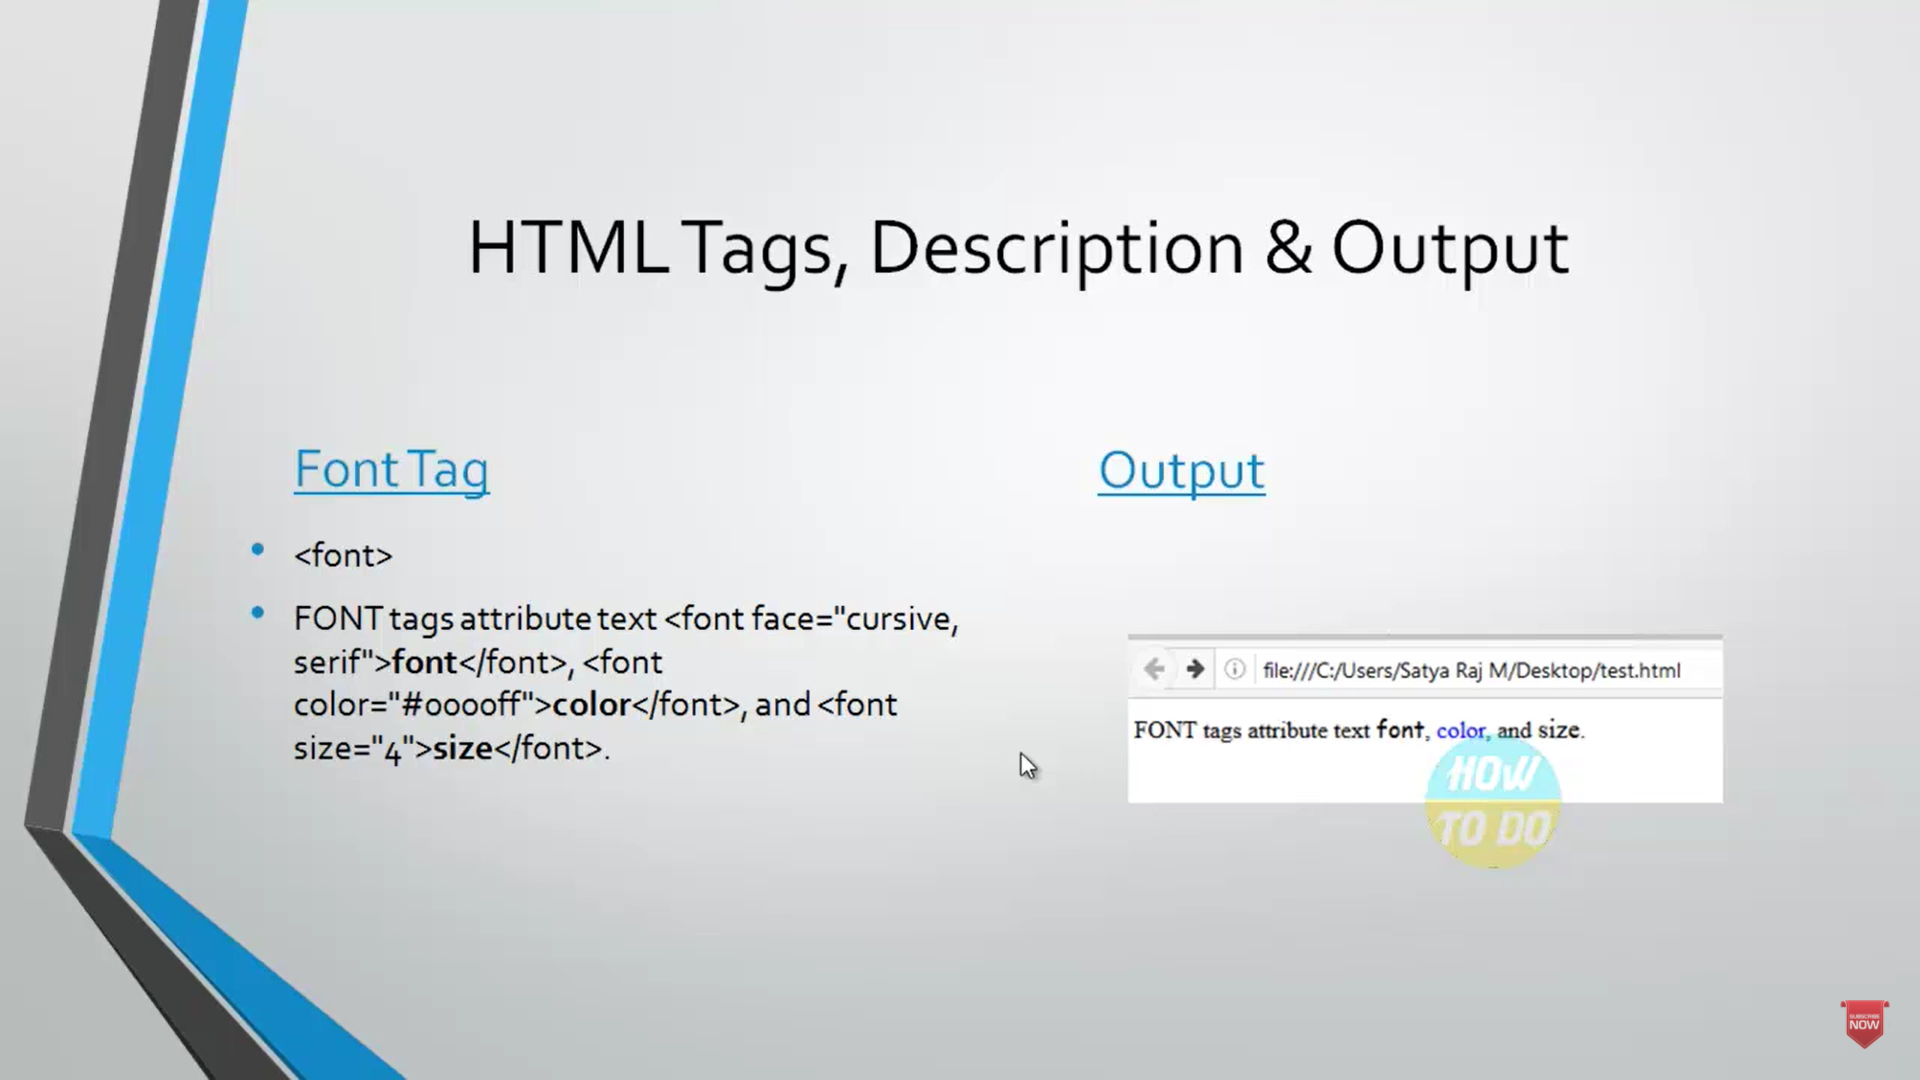 HTML Tags, Description & Output
Font Tag
<font>
FONT tags attribute text <font face="cursive,
serif">font</font>, <font
color="#0000ff">color</font>, and <font
size="4">size</font>.
Output
file:///C:/Users/Satya Raj M/Desktop/test.html
FONT tags attribute text font, color, and size.
HOW
TO DO
SUBSCRIBE
NOW